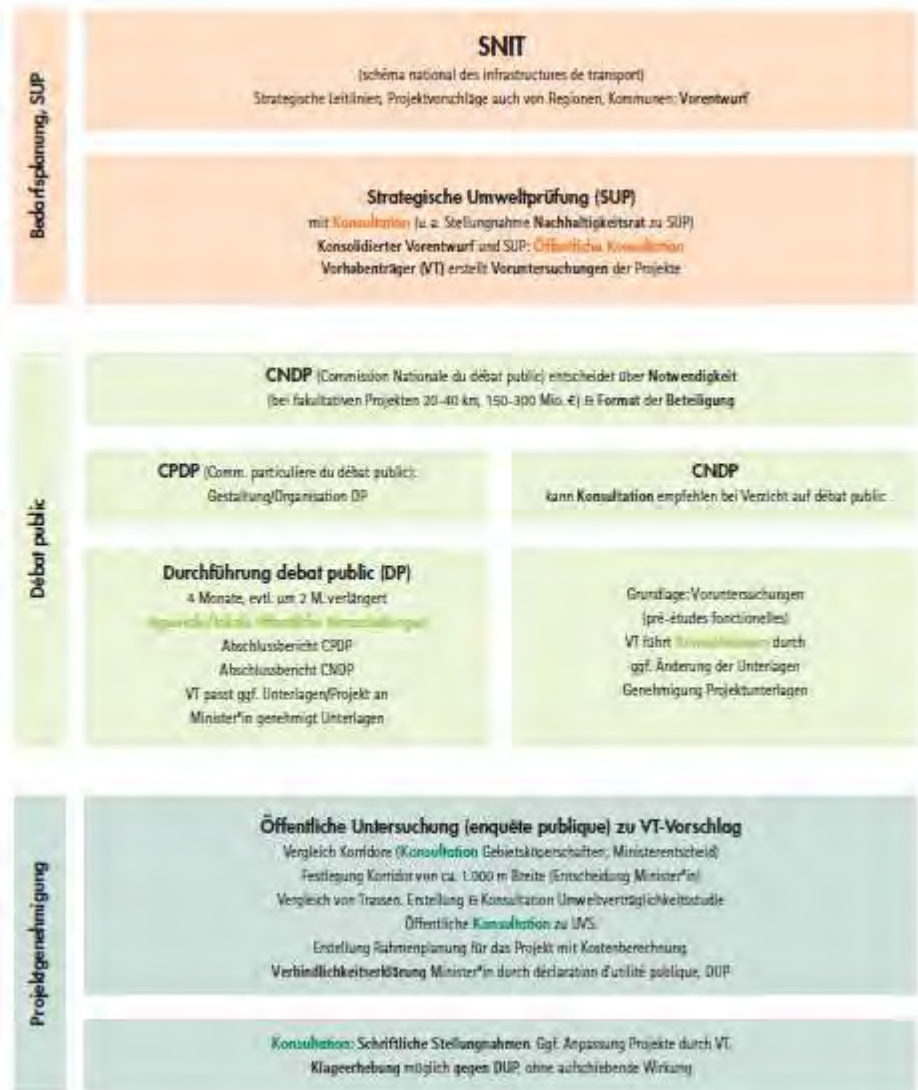 Bedarfsplanung, SUP
SNIT
(schéma national des infrastructures de transport)
Strategische Leitlinien, Projektvorschläge auch von Regionen, Kommunen: Vorentwurf
Strategische Umweltprüfung (SUP)
mit Konsultation (u. a. Stellungnahme Nachhaltigkeitsrat zu SUP)
Konsolidierter Vorentwurf und SUP: Öffentliche Konsultation
Vorhabenträger (VT) erstellt Voruntersuchungen der Projekte
Débat public
CNDP (Commission Nationale du débat public) entscheidet über Notwendigkeit
(bei fakultativen Projekten 20-40 km, 150-300 Mio. €) & Format der Beteiligung
CPDP (Comm. particuliere du débat public):
Gestaltung/Organisation DP
CNDP
kann Konsultation empfehlen bei Verzicht auf débat public
Durchführung debat public (DP)
4 Monate, evtl. um 2 M. verlängert
öffentliche Veranstaltungen
Abschlussbericht CPDP
Abschlussbericht CNDP
VT passt ggf. Unterlagen/Projekt an
Minister*in genehmigt Unterlagen
Grundlage: Voruntersuchungen
(pré-études fonctionelles)
VT führt Konsultationen durch
ggf. Änderung der Unterlagen
Genehmigung Projektunterlagen
Projektgenehmigung
Öffentliche Untersuchung (enquête publique) zu VT-Vorschlag
Vergleich Korridore (Konsultation Gebietsköperschaften, Ministerentscheid)
Festlegung Korridor von ca. 1.000 m Breite (Entscheidung Minister*in)
Vergleich von Trassen. Erstellung & Konsultation Umweltverträglichkeitsstudie
Öffentliche Konsultation zu UVS.
Erstellung Rahmenplanung für das Projekt mit Kostenberechnung
Verbindlichkeitserklärung Minister*in durch déclaration d'utilité publique, DUP
Konsultation: Schriftliche Stellungnahmen. Ggf. Anpassung Projekte durch VT.
Klageerhebung möglich gegen DUP, ohne aufschiebende Wirkung